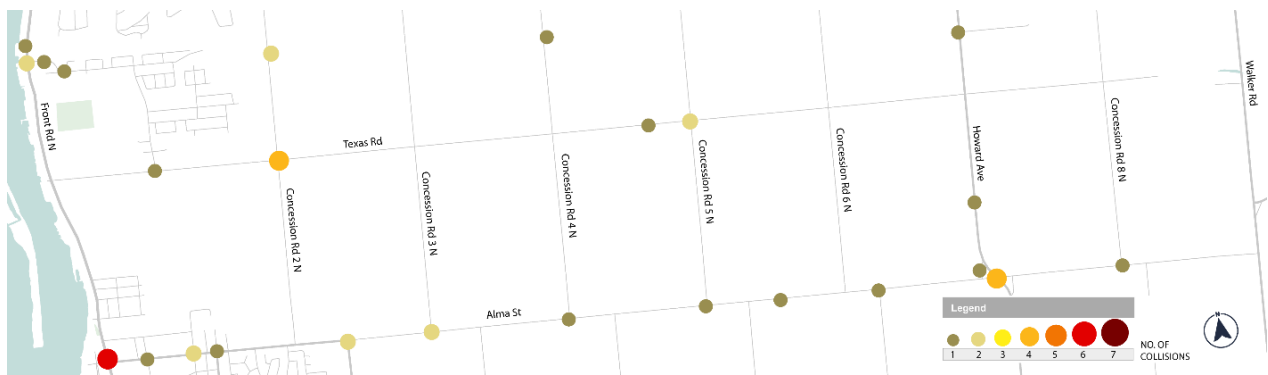 Front Rd N
Texas Rd
Concession Rd 2 N
Concession Rd 3 N
Concession Rd 4 N
Concession Rd 5 N
Concession Rd 6 N
Howard Ave
Concession Rd 8 N
Walker Rd
Alma St
Legend
1 2 3 4 5 6 7
NO. OF
COLLISIONS
N